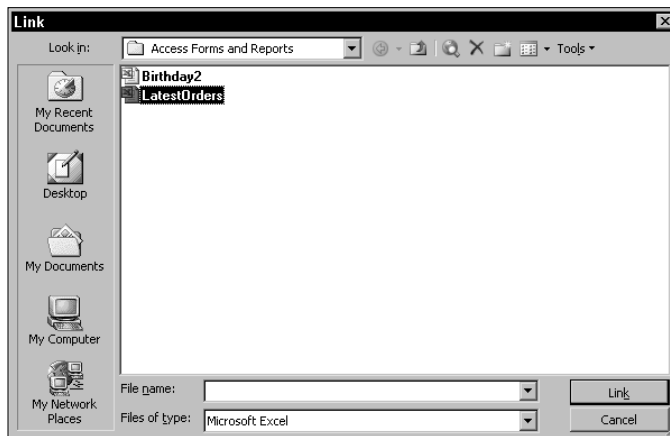 Link
Look in:
Access Forms and Reports
Tools
Birthday2
LatestOrders
My Recent
Documents
Desktop
My Documents
My Computer
My Network
Places
File name:
Link
Files of type:
Microsoft Excel
Cancel